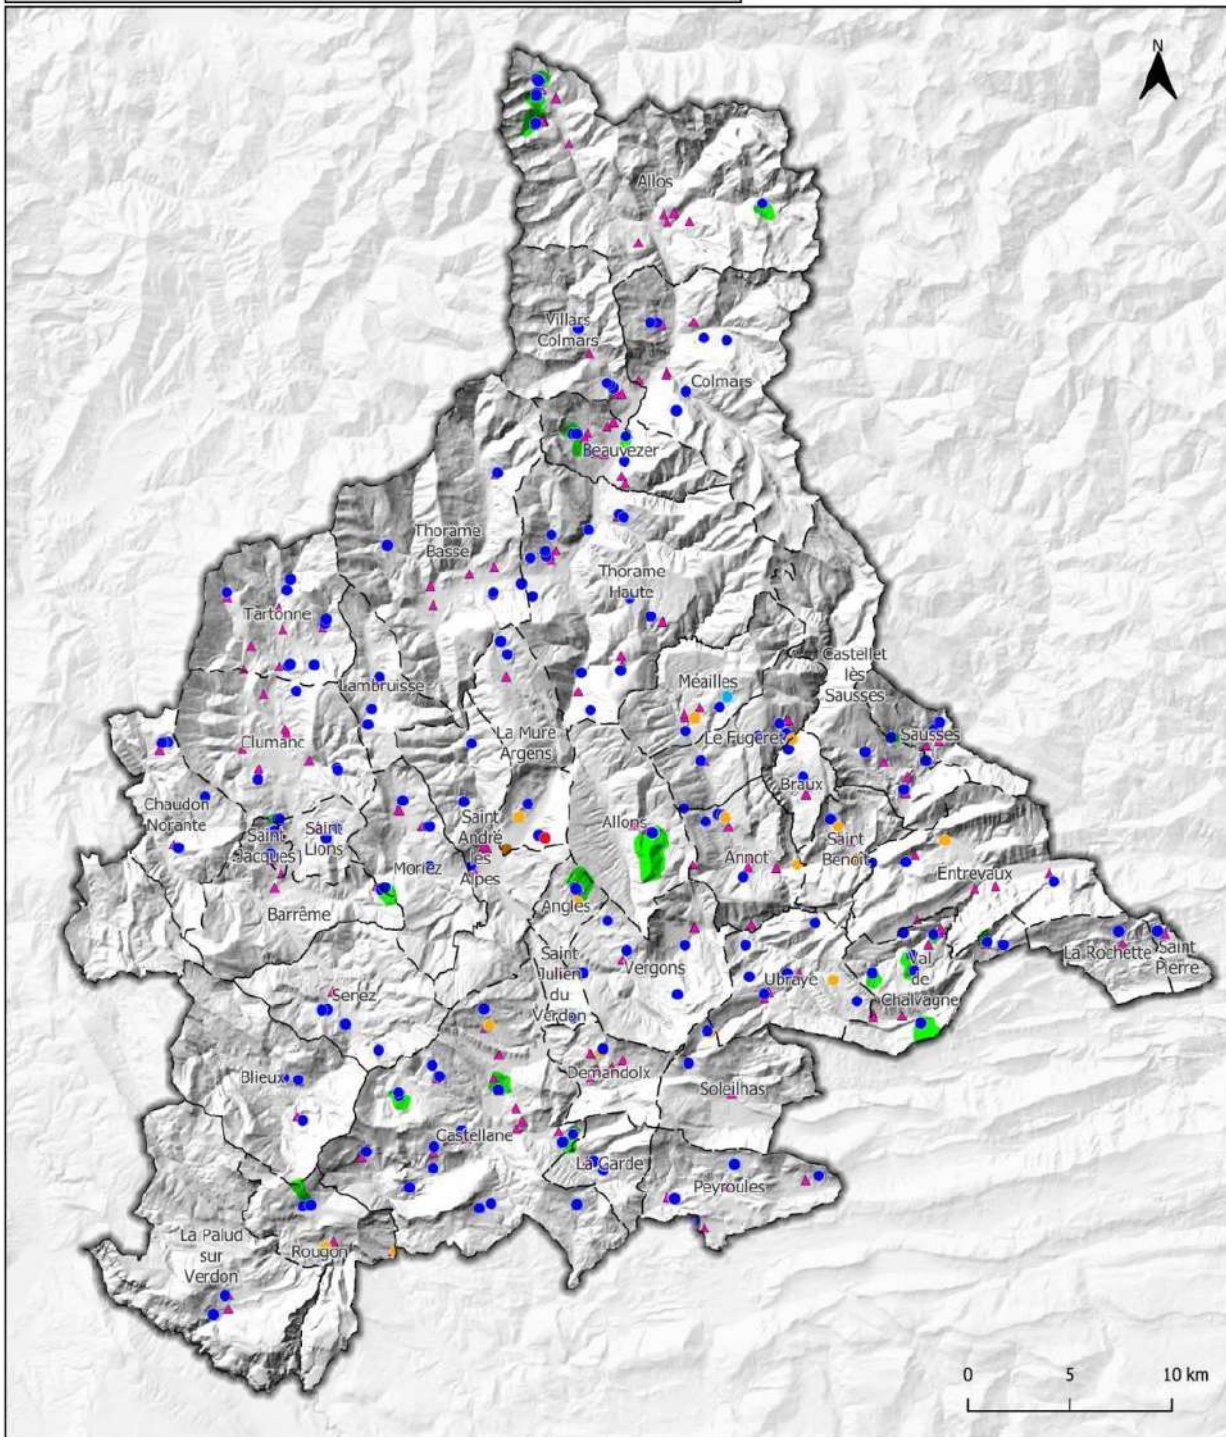 N
Allos
Villars
Colmars
Colmars
Beauvezer
Thorame
Basse
Thorame
Haute
Tartonne
Castellet
lès
Sausses
Lambruisse
Méailles
Clumanc
La Mure
Argens
Le Fugeret
Sausses
Braux
Chaudon
Norante
Saint
Jacques
Saint
Lions
Saint
André
les
Alpes
Allons
Saint
Benoit
Moriez
Annot
Entrevaux
Barrême
Angles
La Rochette
Saint
Pierre
Saint
Julien
du
Verdon
Vergons
Ubraye
Val
de
Chalvagne
Senez
Blieux
Demandolx
Soleilhas
Castellane
La Garde
Peyroules
La Palud
sur
Verdon
Rougon
0 5 10 km